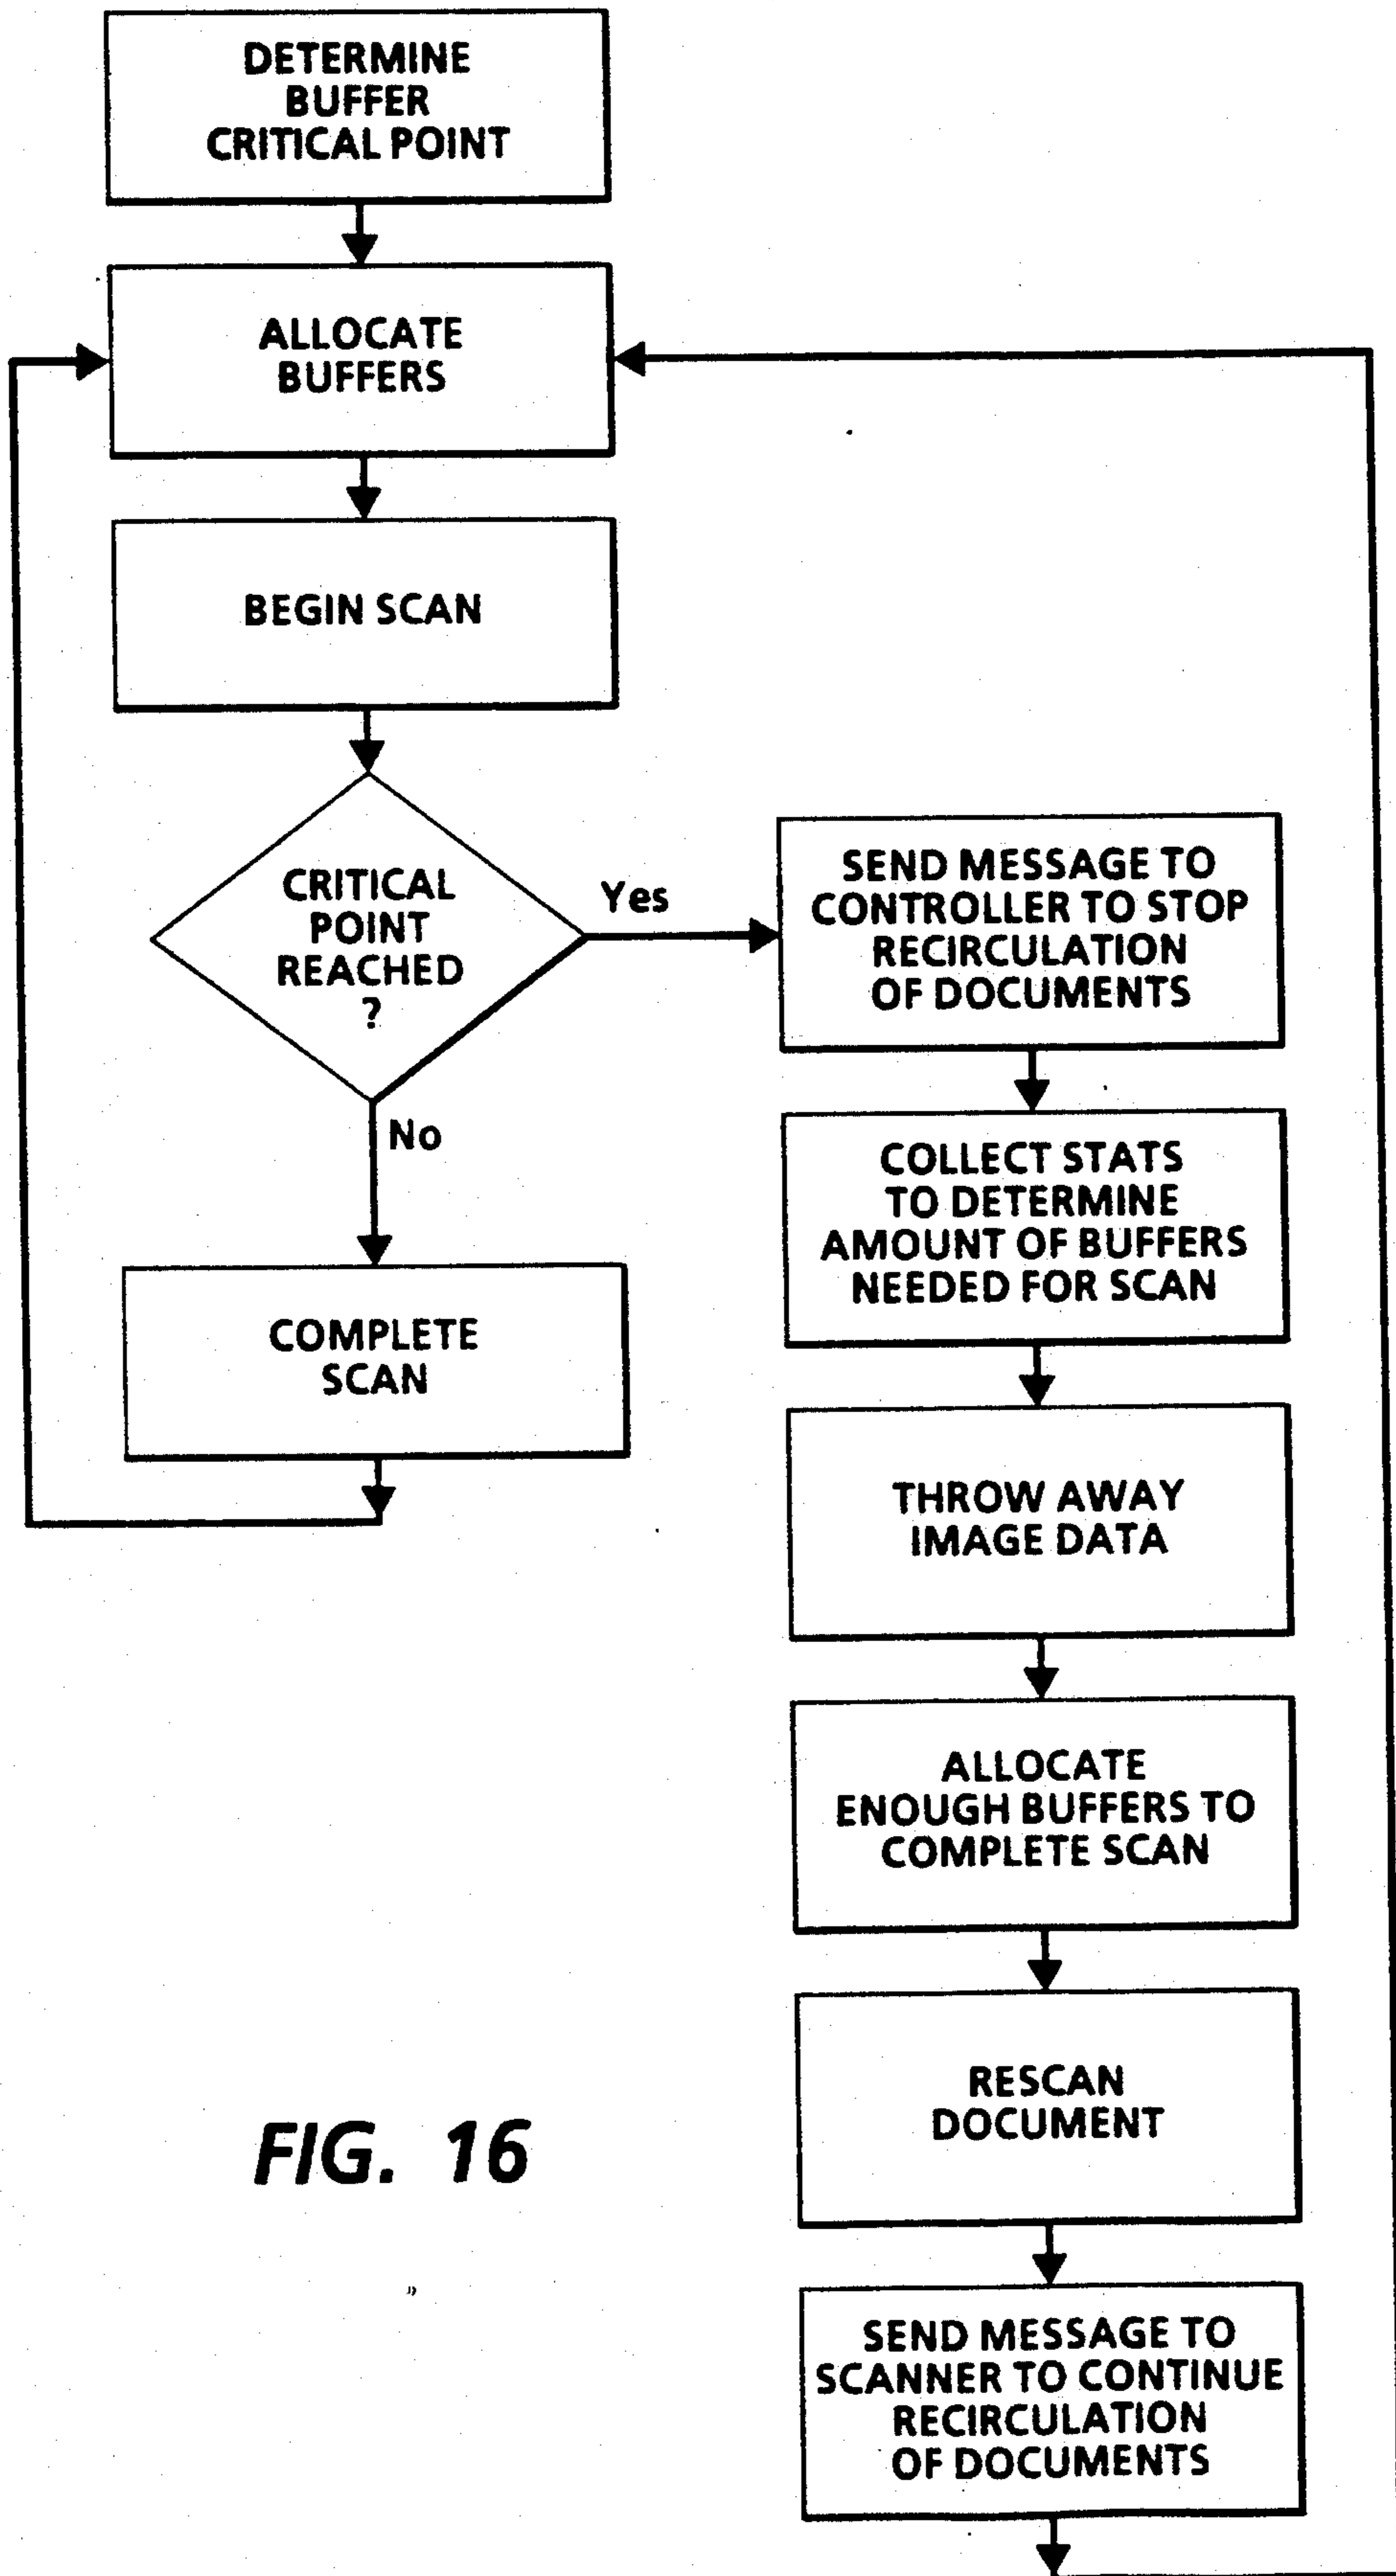 DETERMINE
BUFFER
CRITICAL POINT
ALLOCATE
BUFFERS
BEGIN SCAN
CRITICAL
POINT
REACHED
?
Yes
No
COMPLETE
SCAN
SEND MESSAGE TO
CONTROLLER TO STOP
RECIRCULATION
OF DOCUMENTS
COLLECT STATS
TO DETERMINE
AMOUNT OF BUFFERS
NEEDED FOR SCAN
THROW AWAY
IMAGE DATA
ALLOCATE
ENOUGH BUFFERS TO
COMPLETE SCAN
RESCAN
DOCUMENT
SEND MESSAGE TO
SCANNER TO CONTINUE
RECIRCULATION
OF DOCUMENTS
FIG. 16